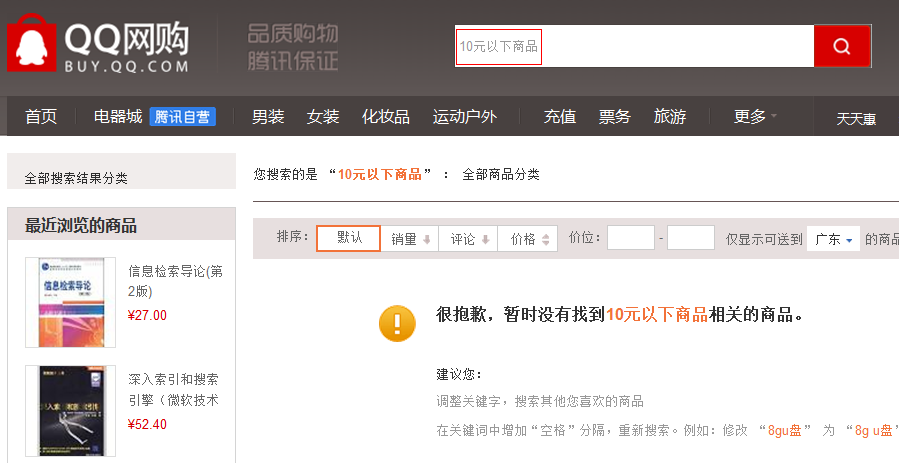 QQ网购
BUY.QQ.COM
品质购物
腾讯保证
10元以下商品
首页 电器城 腾讯自营 男装 女装 化妆品 运动户外 充值 票务 旅游 更多 天天惠
全部搜索结果分类
您搜索的是 “10元以下商品” ： 全部商品分类
最近浏览的商品
排序： 默认 销量 评论 价格 价位： - 仅显示可送到 广东 的商品
信息检索导论
信息检索导论(第
2版)
¥27.00
很抱歉，暂时没有找到10元以下商品相关的商品。
建议您：
深入索引和搜索
引擎（微软技术
¥52.40
调整关键字，搜索其他您喜欢的商品
在关键词中增加“空格”分隔，重新搜索。例如：修改 “8gu盘” 为 “8g u盘”